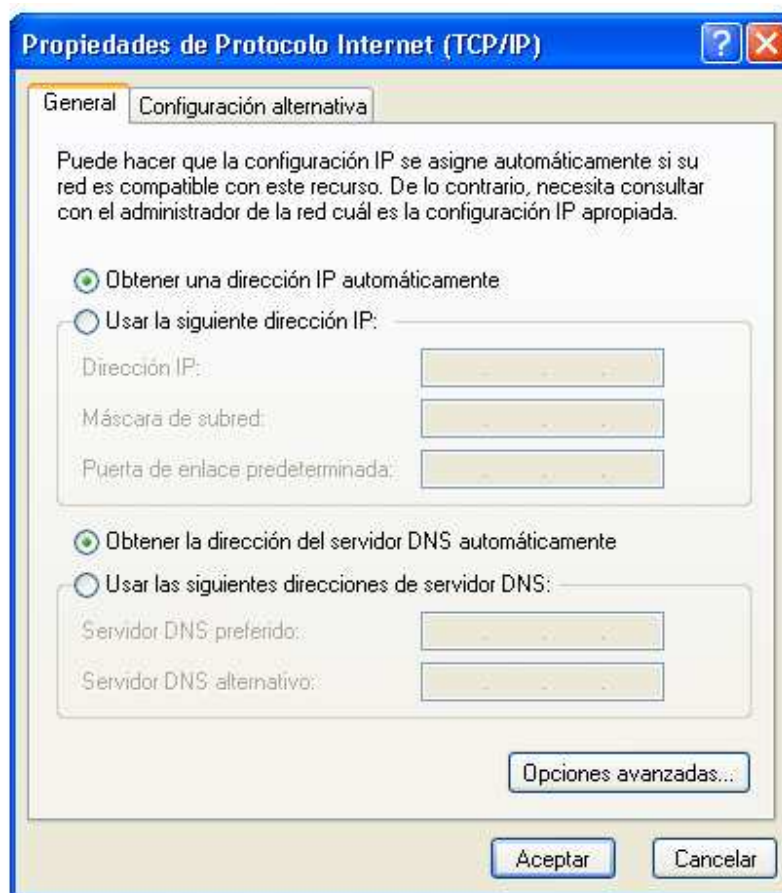 Propiedades de Protocolo Internet (TCP/IP)
General
Configuración alternativa
Puede hacer que la configuración IP se asigne automáticamente si su
red es compatible con este recurso. De lo contrario, necesita consultar
con el administrador de la red cuál es la configuración IP apropiada.
Obtener una dirección IP automáticamente
Usar la siguiente dirección IP:
Dirección IP:
Máscara de subred:
Puerta de enlace predeterminada:
Obtener la dirección del servidor DNS automáticamente
Usar las siguientes direcciones de servidor DNS:
Servidor DNS preferido:
Servidor DNS alternativo:
Opciones avanzadas...
Aceptar
Cancelar